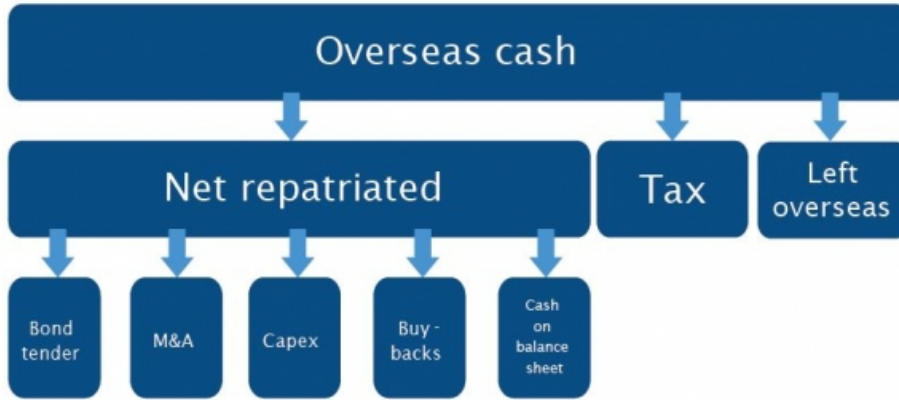 Overseas cash
Net repatriated
Tax
Left
overseas
Bond
tender
M&A
Capex
Buy-
backs
Cash
on
balance
sheet